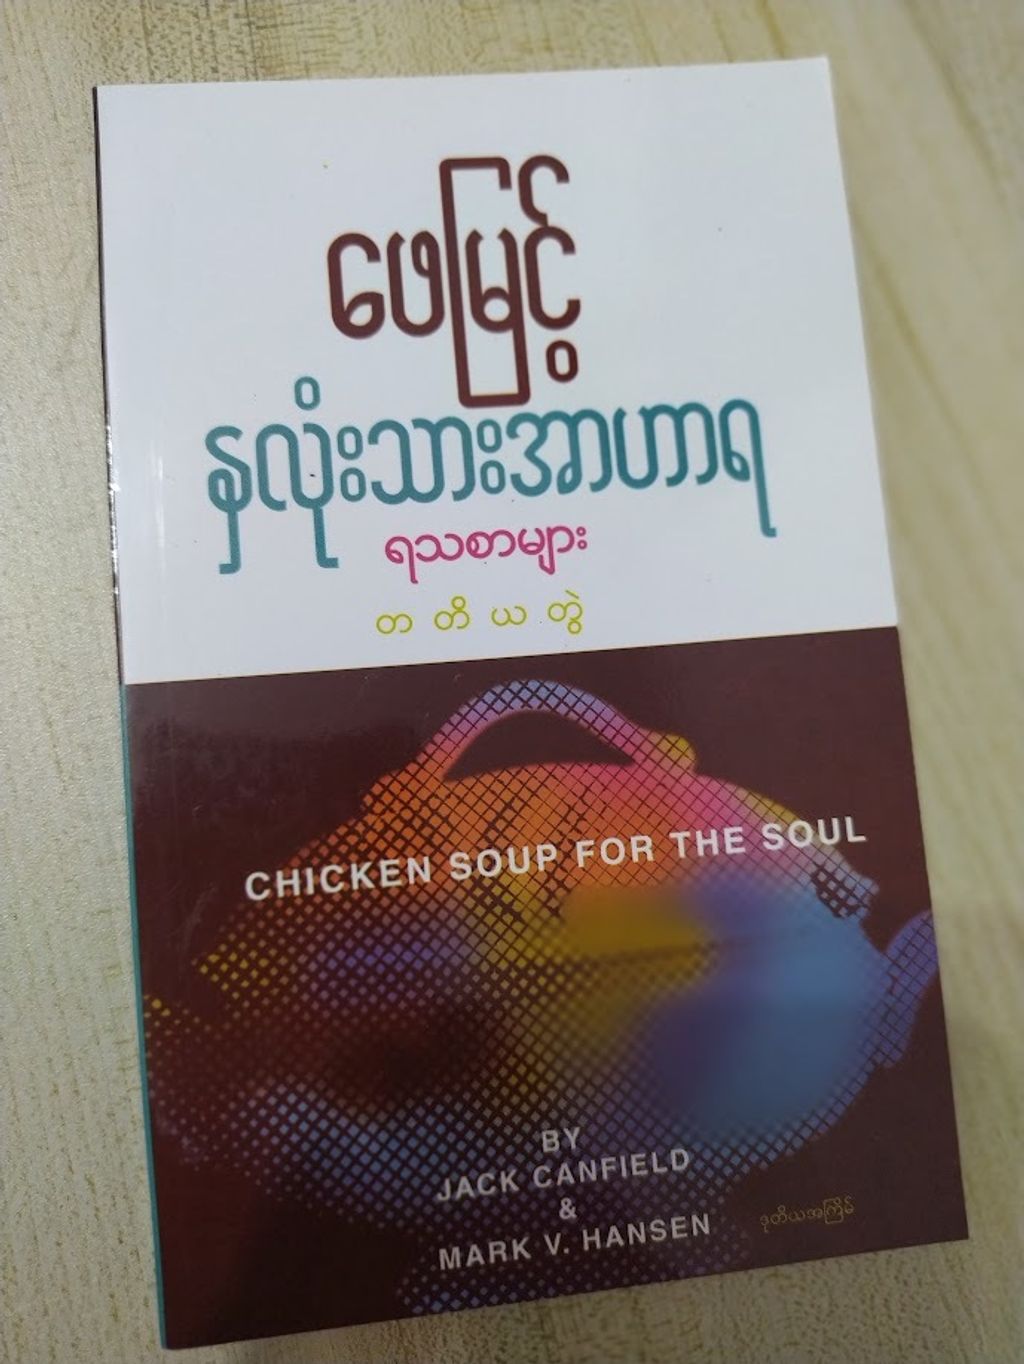 ဖေမြင့်
နှလုံးသားအာဟာရ
ရသစာများ
တတိယတွဲ
CHICKEN SOUP FOR THE SOUL
BY
JACK CANFIELD
&
MARK V. HANSEN
ဒုတိယအကြိမ်